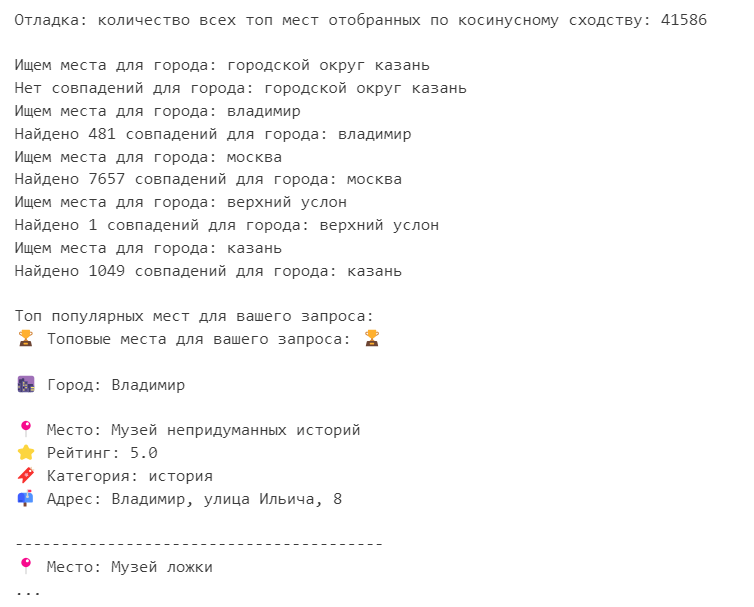 Отладка: количество всех топ мест отобранных по косинусному сходству: 41586
Ищем места для города: городской округ казань
Нет совпадений для города: городской округ казань
Ищем места для города: владимир
Найдено 481 совпадений для города: владимир
Ищем места для города: москва
Найдено 7657 совпадений для города: москва
Ищем места для города: верхний услон
Найдено 1 совпадений для города: верхний услон
Ищем места для города: казань
Найдено 1049 совпадений для города: казань
Топ популярных мест для вашего запроса:
🏆 Топовые места для вашего запроса: 🏆
🌆 Город: Владимир
📍 Место: Музей непридуманных историй
⭐ Рейтинг: 5.0
🔖 Категория: история
📫 Адрес: Владимир, улица Ильича, 8
----------------------------------------
📍 Место: Музей ложки
...